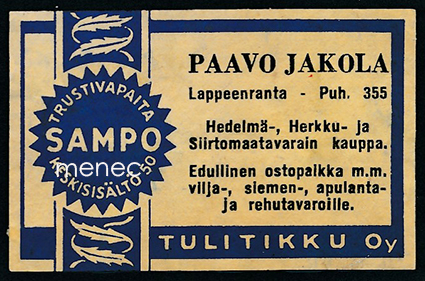 TRUSTIVAPAITA
SAMPO
KESKISISÄLTÖ 50
menec
PAAVO JAKOLA
Lappeenranta - Puh. 355
Hedelmä-, Herkku- ja
Siirtomaatavarain kauppa.
Edullinen ostopaikka m.m.
vilja-, siemen-, apulanta-
ja rehutavaroille.
TULITIKKU Oy